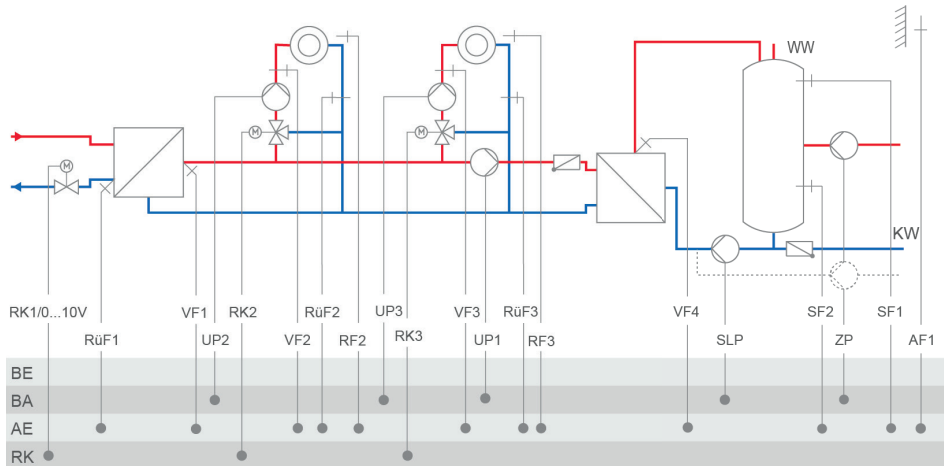 WW
M
M
M
KW
RK1/0...10V
VF1
RK2
RüF2
UP3
VF3
RüF3
VF4
SF2
SF1
RüF1
UP2
VF2
RF2
RK3
UP1
RF3
SLP
ZP
AF1
BE
BA
AE
RK